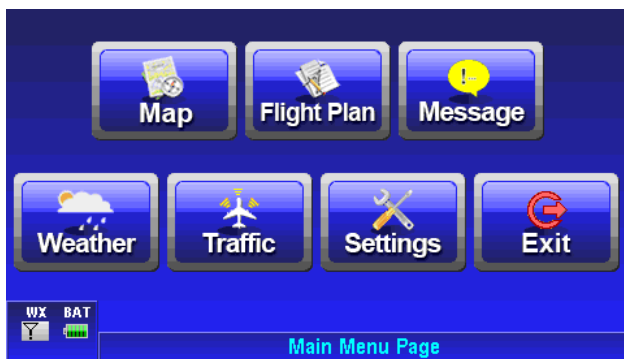 Map Flight Plan Message
Weather Traffic Settings Exit
WX BAT
Main Menu Page